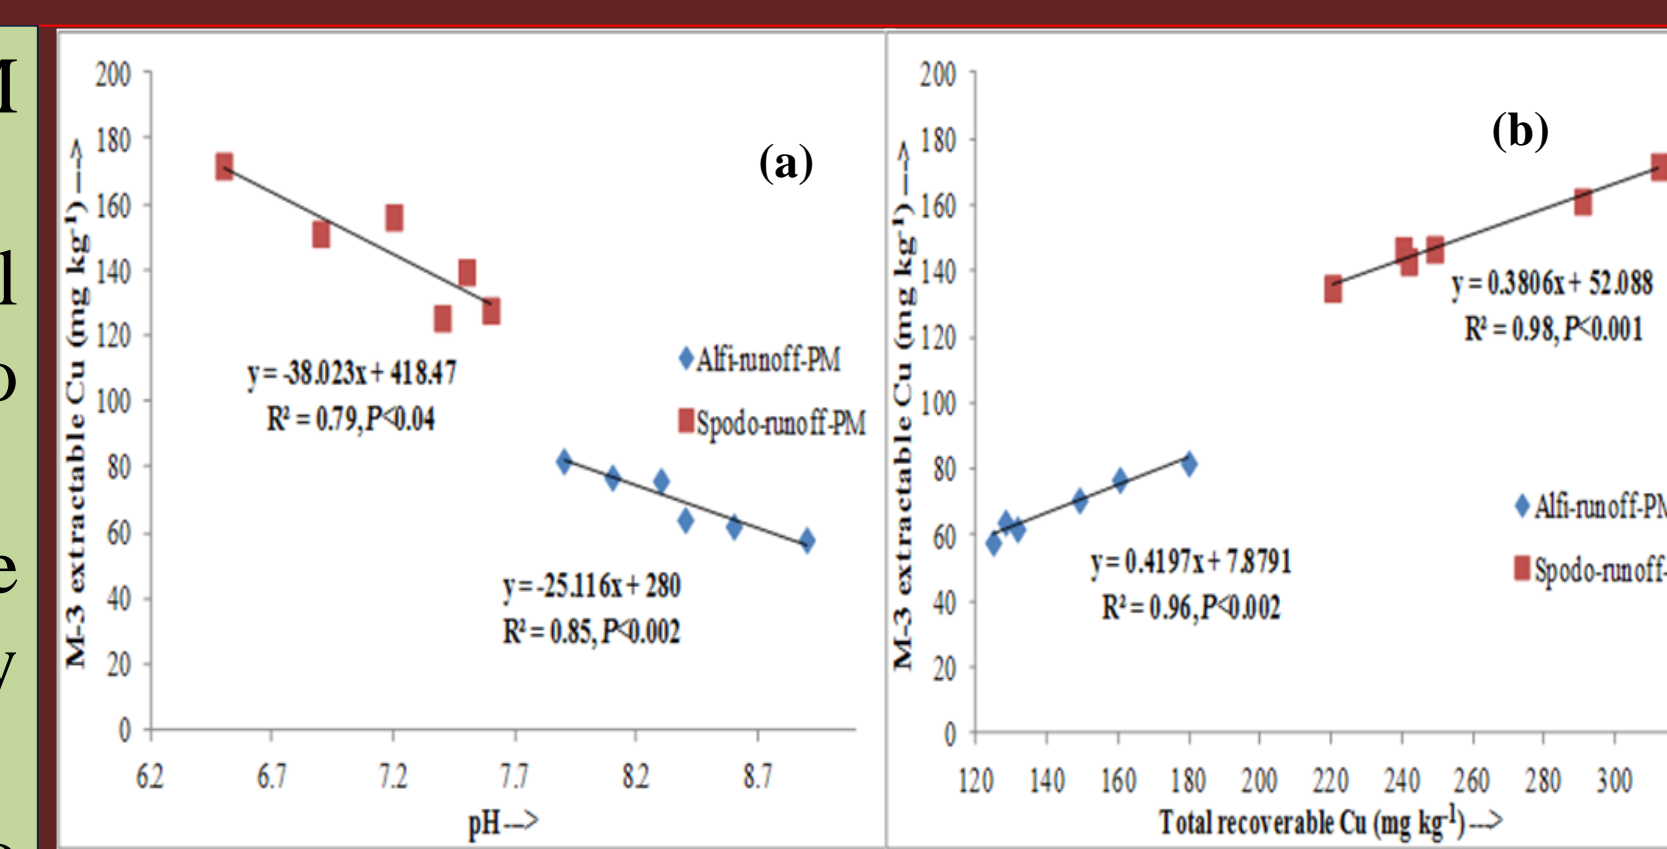 M
l
o
e
y
(a)
200
180
160
140
120
100
80
60
40
20
0
M-3 extractable Cu (mg kg⁻¹) --->
y = -38.023x + 418.47
R² = 0.79, P<0.04
Alfi-runoff-PM
Spodo-runoff-PM
y = -25.116x + 280
R² = 0.85, P<0.002
6.2 6.7 7.2 7.7 8.2 8.7
pH--->
(b)
200
180
160
140
120
100
80
60
40
20
0
M-3 extractable Cu (mg kg⁻¹) --->
y = 0.3806x + 52.088
R² = 0.98, P<0.001
Alfi-runoff-PM
Spodo-runoff-
y = 0.4197x + 7.8791
R² = 0.96, P<0.002
120 140 160 180 200 220 240 260 280 300
Total recoverable Cu (mg kg⁻¹) --->